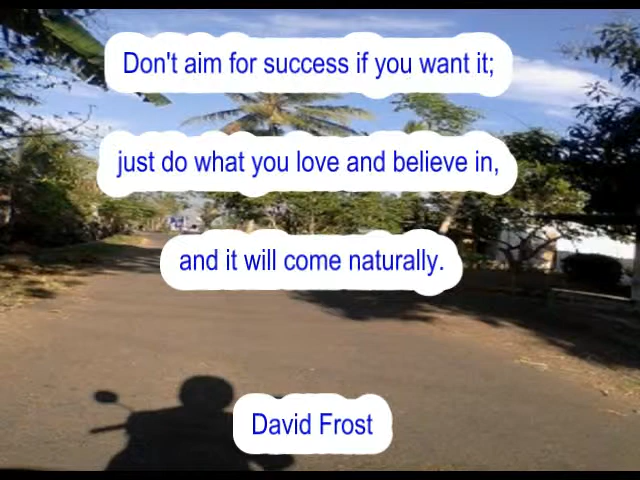 Don't aim for success if you want it;
just do what you love and believe in,
and it will come naturally.
David Frost